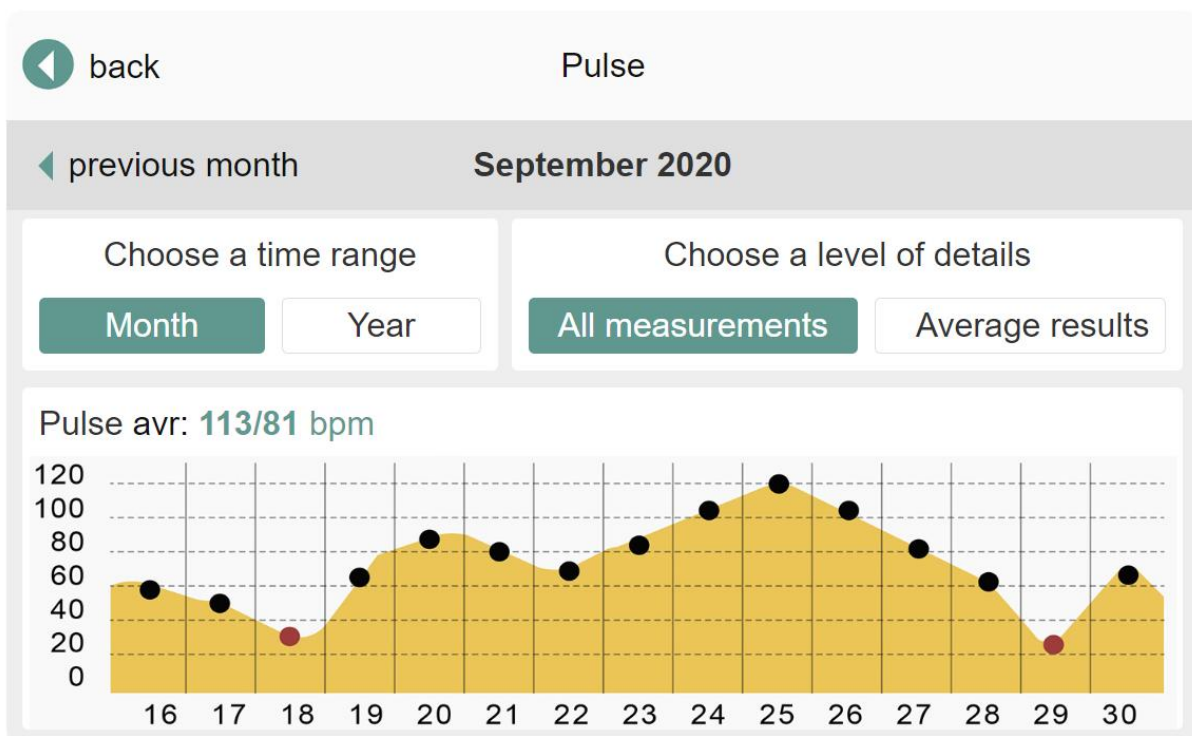 back
Pulse
previous month
September 2020
Choose a time range
Choose a level of details
Month
Year
All measurements
Average results
Pulse avr: 113/81 bpm
120
100
80
60
40
20
0
16 17 18 19 20 21 22 23 24 25 26 27 28 29 30